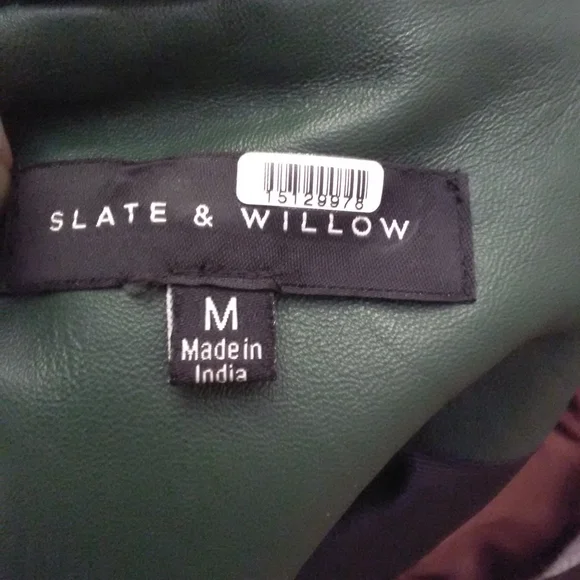 15129978
SLATE & WILLOW
M
Made in
India